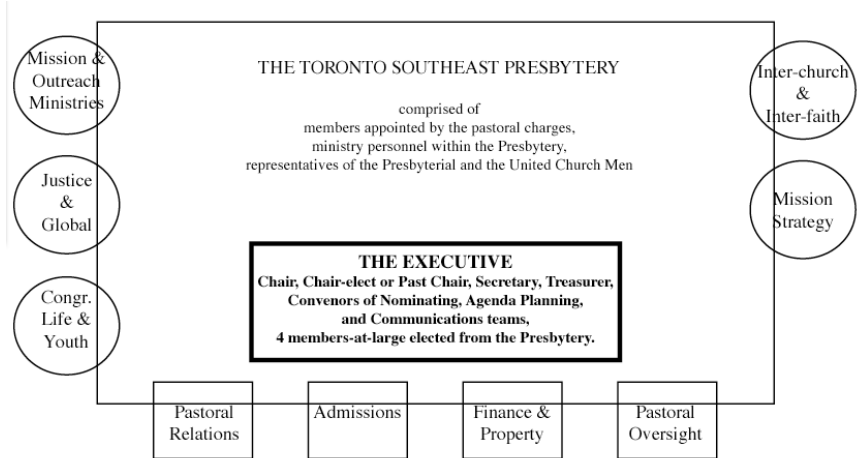 Mission &
Outreach
Ministries
THE TORONTO SOUTHEAST PRESBYTERY
Inter-church
&
Inter-faith
comprised of
members appointed by the pastoral charges,
ministry personnel within the Presbytery,
representatives of the Presbyterial and the United Church Men
Justice
&
Global
Mission
Strategy
THE EXECUTIVE
Chair, Chair-elect or Past Chair, Secretary, Treasurer,
Convenors of Nominating, Agenda Planning,
and Communications teams,
4 members-at-large elected from the Presbytery.
Congr.
Life &
Youth
Pastoral
Relations
Admissions
Finance &
Property
Pastoral
Oversight